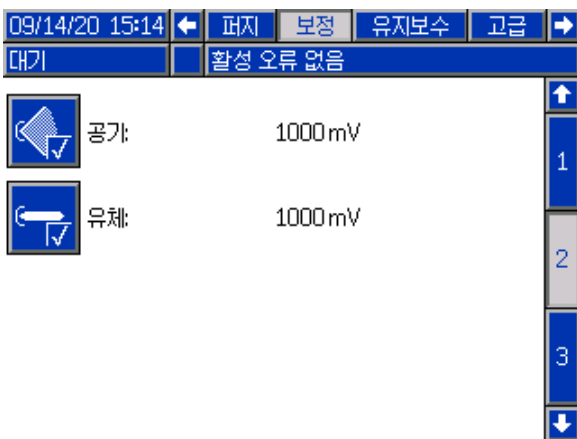 09/14/20 15:14 퍼지 보정 유지보수 고급
대기 활성 오류 없음
공기: 1000 mV
1
유체: 1000 mV
2
3